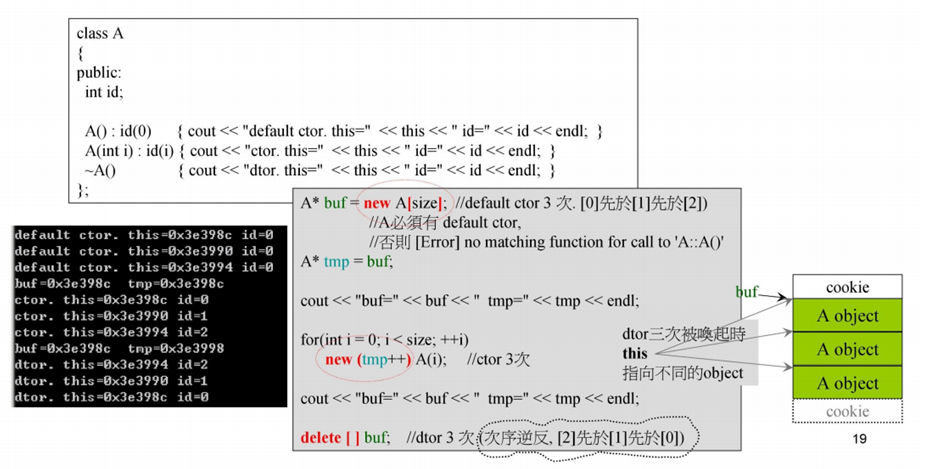 class A
{
public:
int id;
A() : id(0) { cout << "default ctor. this=" << this << " id=" << id << endl; }
A(int i) : id(i) { cout << "ctor. this=" << this << " id=" << id << endl; }
~A() { cout << "dtor. this=" << this << " id=" << id << endl; }
};
A* buf = new A[size]; //default ctor 3 次. [0]先於[1]先於[2])
//A必須有 default ctor,
//否則 [Error] no matching function for call to 'A::A()'
A* tmp = buf;
cout << "buf=" << buf << " tmp=" << tmp << endl;
for(int i = 0; i < size; ++i)
new (tmp++) A(i); //ctor 3次
cout << "buf=" << buf << " tmp=" << tmp << endl;
delete [ ] buf; //dtor 3 次 (次序逆反, [2]先於[1]先於[0])
default ctor. this=0x3e398c id=0
default ctor. this=0x3e3990 id=0
default ctor. this=0x3e3994 id=0
buf=0x3e398c tmp=0x3e398c
ctor. this=0x3e398c id=0
ctor. this=0x3e3990 id=1
ctor. this=0x3e3994 id=2
buf=0x3e398c tmp=0x3e3998
dtor. this=0x3e3994 id=2
dtor. this=0x3e3990 id=1
dtor. this=0x3e398c id=0
dtor三次被喚起時
this
指向不同的object
buf
cookie
A object
A object
A object
cookie
19